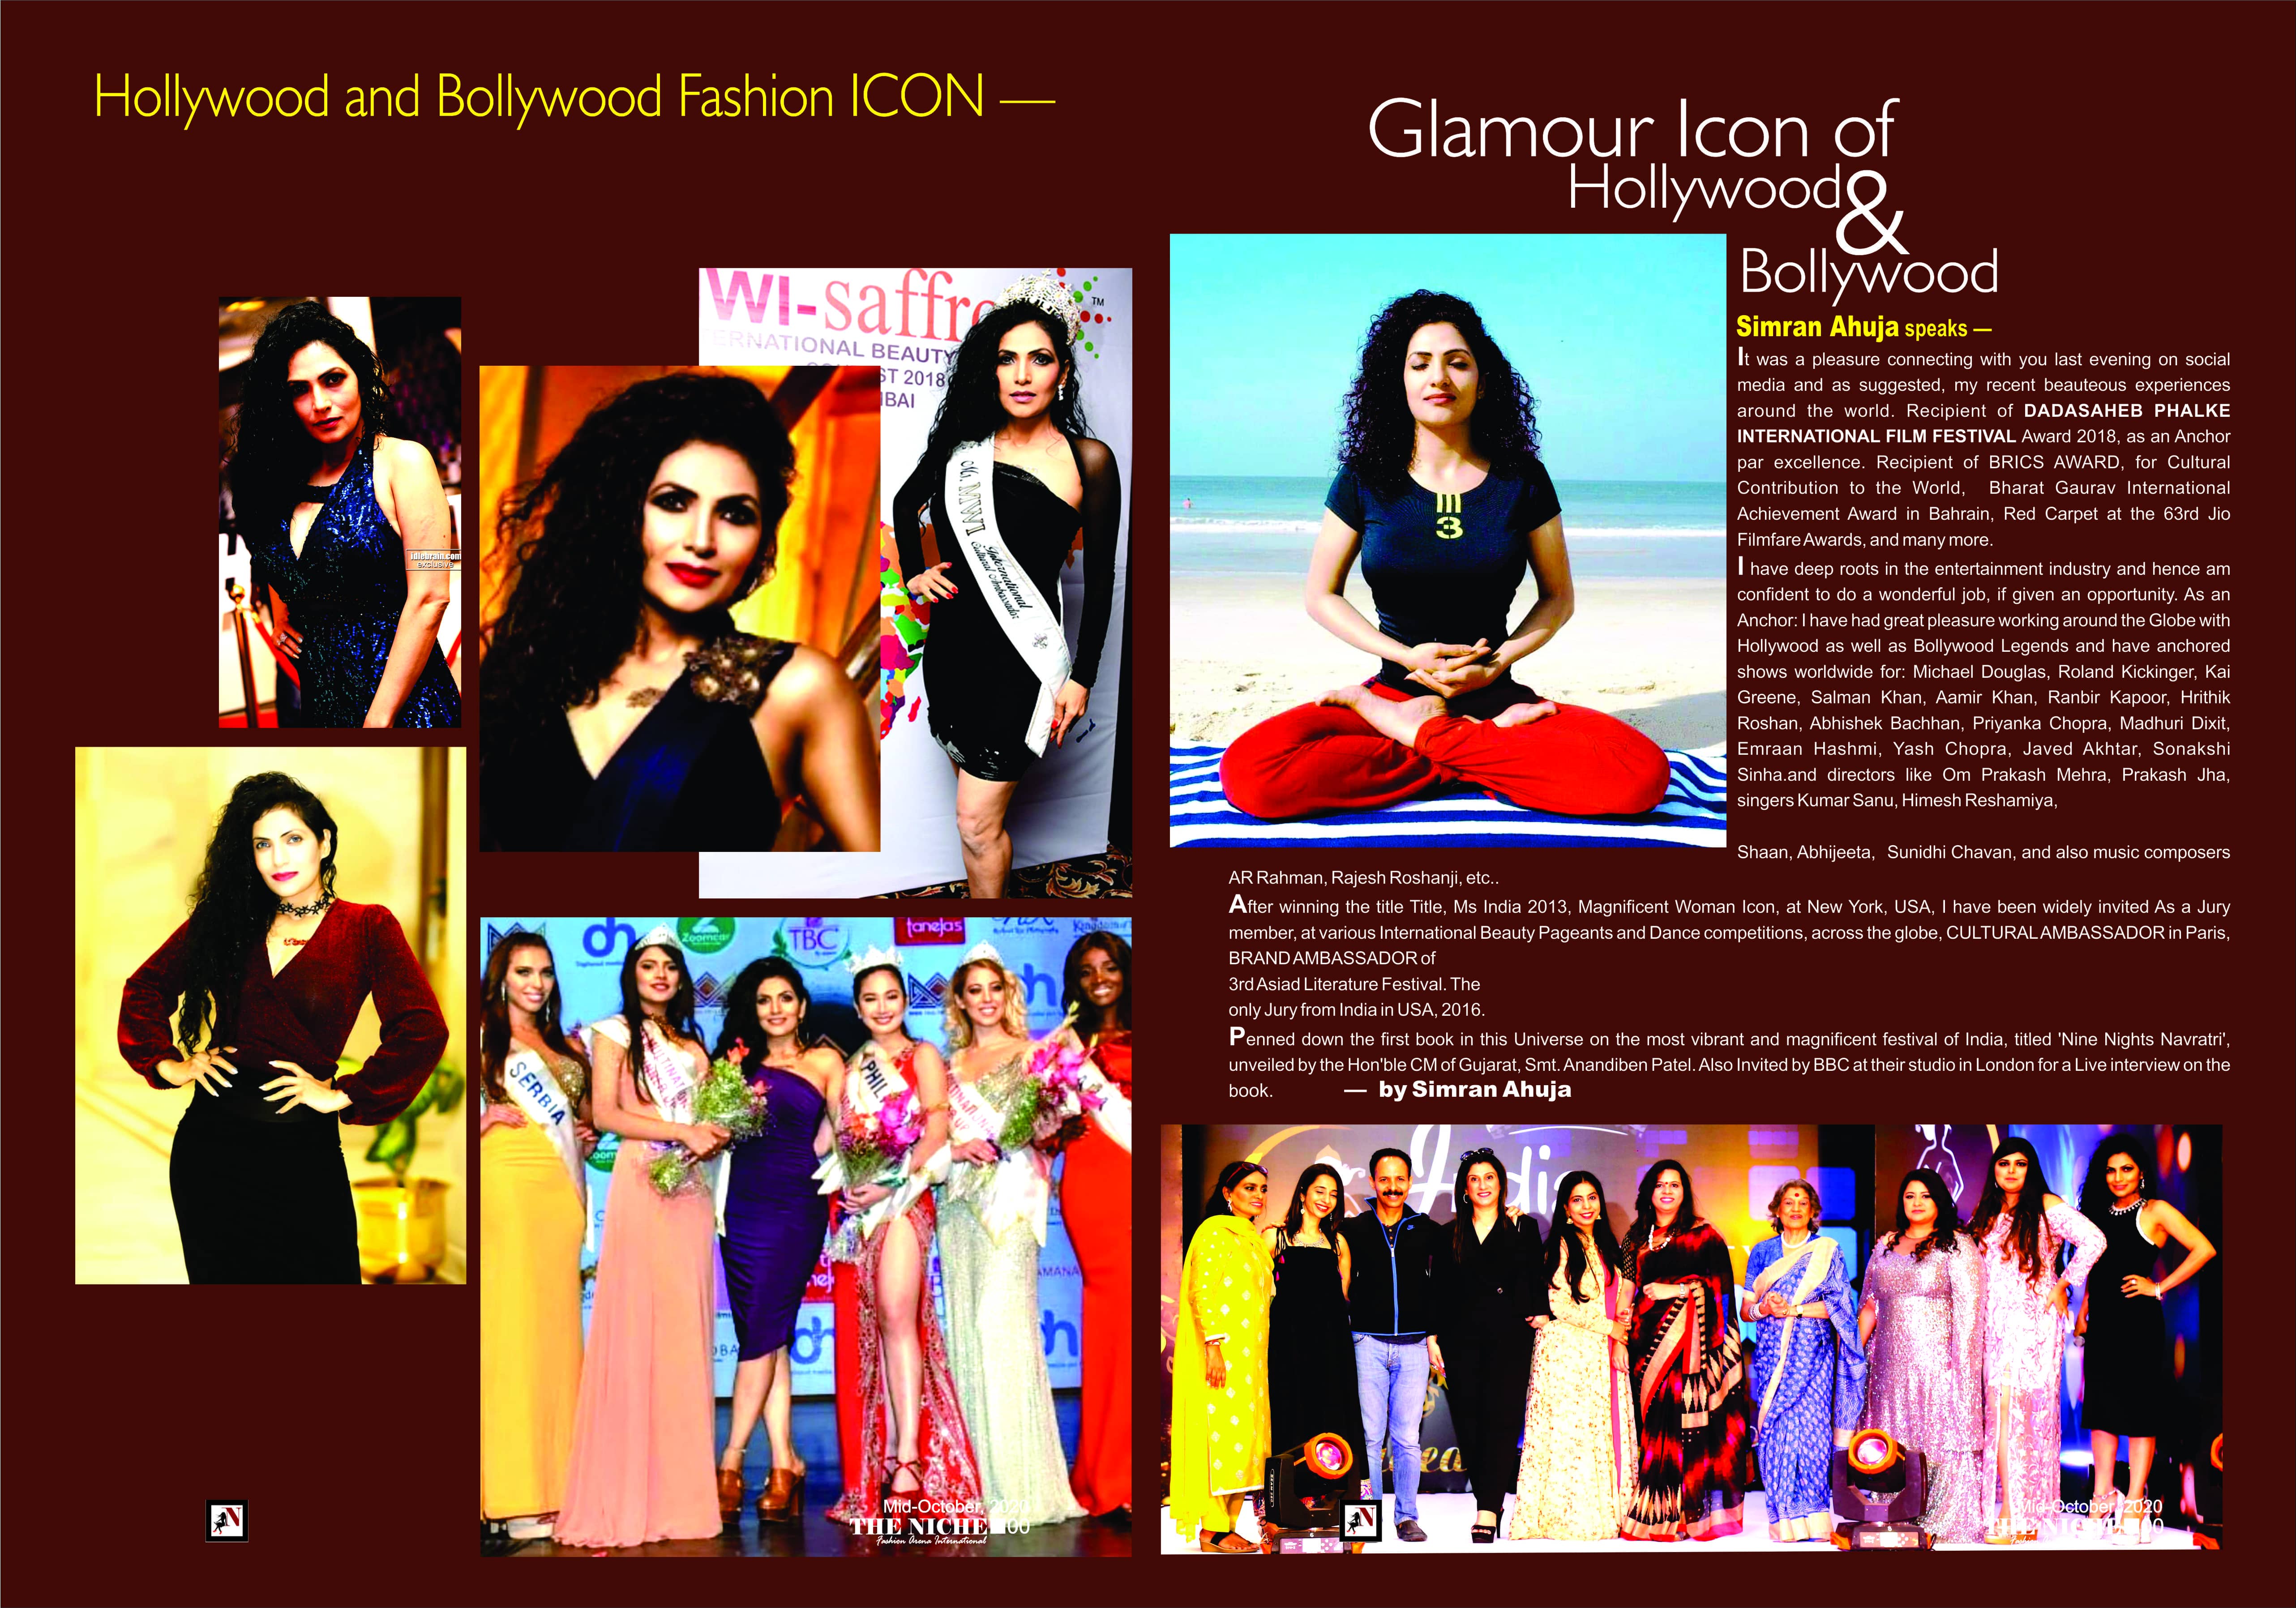 Hollywood and Bollywood Fashion ICON —
WI-saffr
ERNATIONAL BEAUTY
ST 2018
BAI
TM
idlebrain.com
exclusive
International
Cultural Ambassador
Zoomcar
TBC
tanejas
dh
SERBIA
PHIL
Mid-October, 2020
THE NICHE 00
Fashion Arena International
N
Glamour Icon of
Hollywood
&
Bollywood
m
3
Simran Ahuja speaks —
It was a pleasure connecting with you last evening on social
media and as suggested, my recent beauteous experiences
around the world. Recipient of DADASAHEB PHALKE
INTERNATIONAL FILM FESTIVAL Award 2018, as an Anchor
par excellence. Recipient of BRICS AWARD, for Cultural
Contribution to the World, Bharat Gaurav International
Achievement Award in Bahrain, Red Carpet at the 63rd Jio
Filmfare Awards, and many more.
I have deep roots in the entertainment industry and hence am
confident to do a wonderful job, if given an opportunity. As an
Anchor: I have had great pleasure working around the Globe with
Hollywood as well as Bollywood Legends and have anchored
shows worldwide for: Michael Douglas, Roland Kickinger, Kai
Greene, Salman Khan, Aamir Khan, Ranbir Kapoor, Hrithik
Roshan, Abhishek Bachhan, Priyanka Chopra, Madhuri Dixit,
Emraan Hashmi, Yash Chopra, Javed Akhtar, Sonakshi
Sinha.and directors like Om Prakash Mehra, Prakash Jha,
singers Kumar Sanu, Himesh Reshamiya,
Shaan, Abhijeeta, Sunidhi Chavan, and also music composers
AR Rahman, Rajesh Roshanji, etc..
After winning the title Title, Ms India 2013, Magnificent Woman Icon, at New York, USA, I have been widely invited As a Jury
member, at various International Beauty Pageants and Dance competitions, across the globe, CULTURAL AMBASSADOR in Paris,
BRAND AMBASSADOR of
3rd Asiad Literature Festival. The
only Jury from India in USA, 2016.
Penned down the first book in this Universe on the most vibrant and magnificent festival of India, titled 'Nine Nights Navratri',
unveiled by the Hon'ble CM of Gujarat, Smt. Anandiben Patel. Also Invited by BBC at their studio in London for a Live interview on the
book. — by Simran Ahuja
India
N
Mid-October, 2020
THE NICHE 00